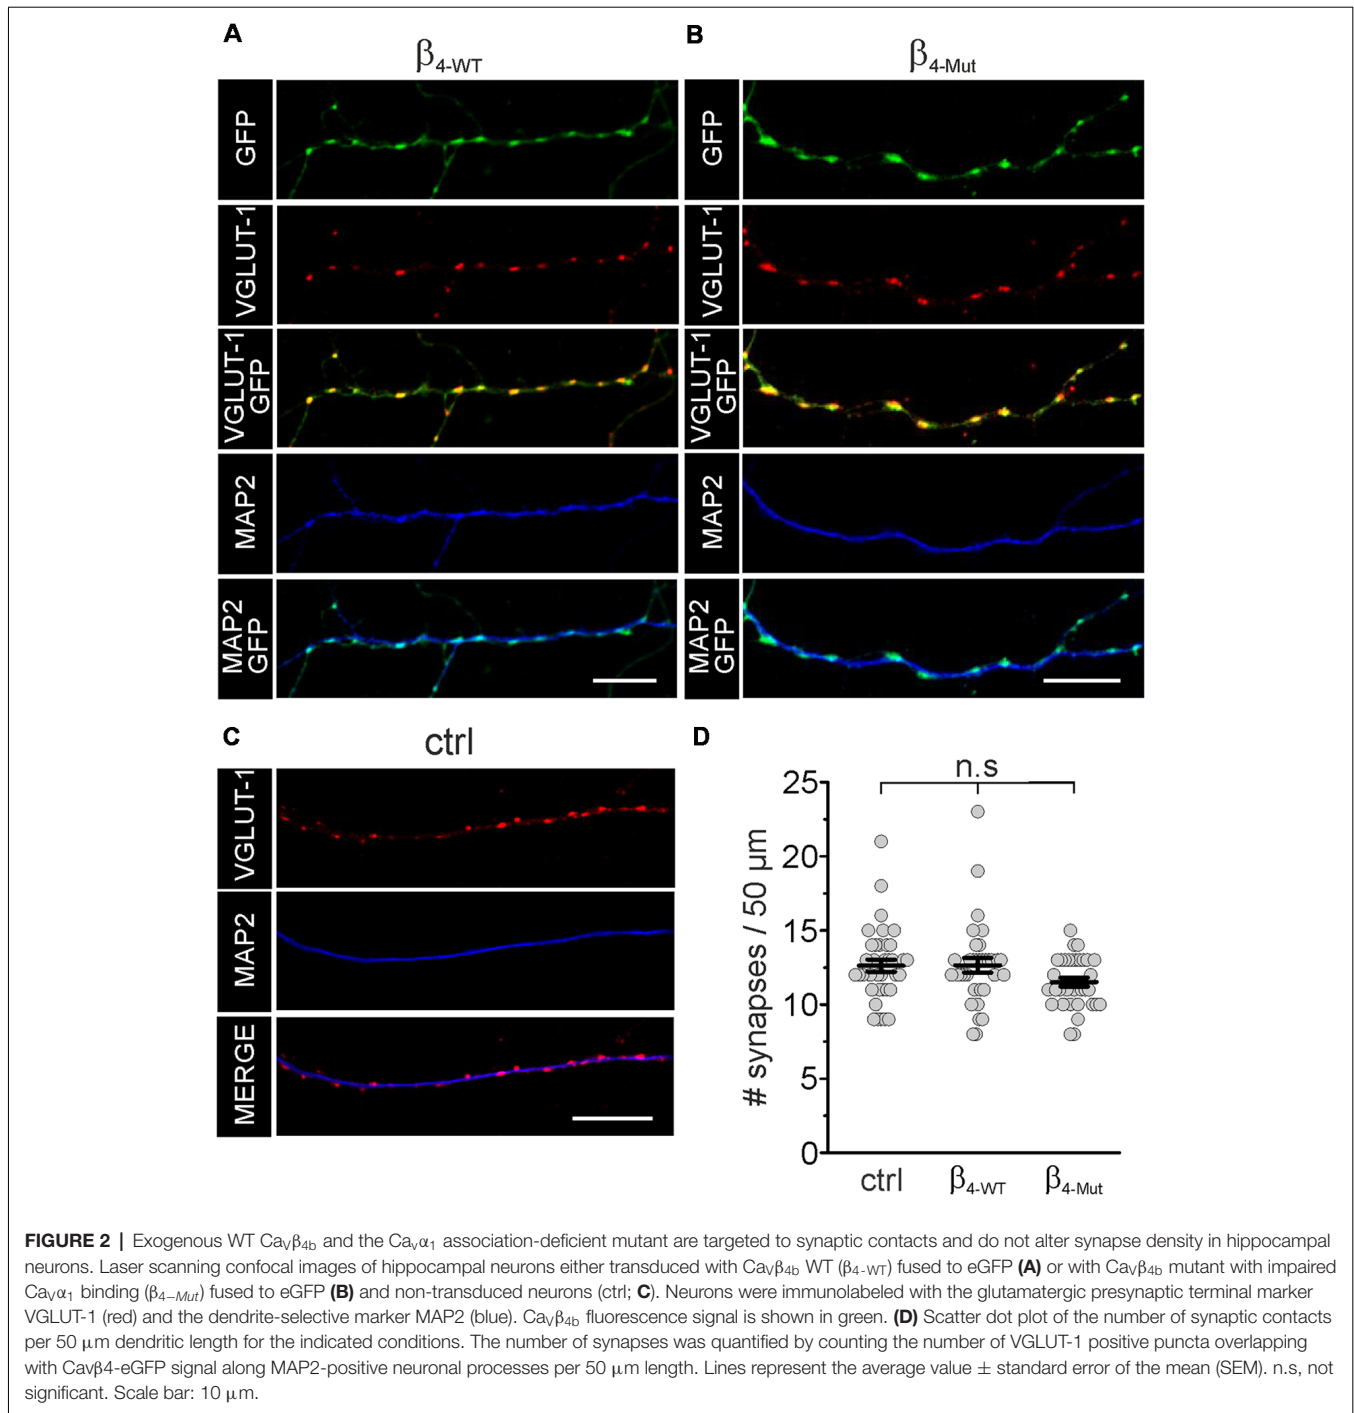 A
B
β4-WT
β4-Mut
GFP
GFP
VGLUT-1
VGLUT-1
VGLUT-1
GFP
VGLUT-1
GFP
MAP2
MAP2
MAP2
GFP
MAP2
GFP
C
D
ctrl
VGLUT-1
MAP2
MERGE
n.s
25
20
15
10
5
0
# synapses / 50 μm
ctrl
β4-WT
β4-Mut
FIGURE 2 | Exogenous WT CaVβ4b and the Cavα1 association-deficient mutant are targeted to synaptic contacts and do not alter synapse density in hippocampal
neurons. Laser scanning confocal images of hippocampal neurons either transduced with CaVβ4b WT (β4-WT) fused to eGFP (A) or with CaVβ4b mutant with impaired
CaVα1 binding (β4−Mut) fused to eGFP (B) and non-transduced neurons (ctrl; C). Neurons were immunolabeled with the glutamatergic presynaptic terminal marker
VGLUT-1 (red) and the dendrite-selective marker MAP2 (blue). CaVβ4b fluorescence signal is shown in green. (D) Scatter dot plot of the number of synaptic contacts
per 50 μm dendritic length for the indicated conditions. The number of synapses was quantified by counting the number of VGLUT-1 positive puncta overlapping
with Cavβ4-eGFP signal along MAP2-positive neuronal processes per 50 μm length. Lines represent the average value ± standard error of the mean (SEM). n.s, not
significant. Scale bar: 10 μm.